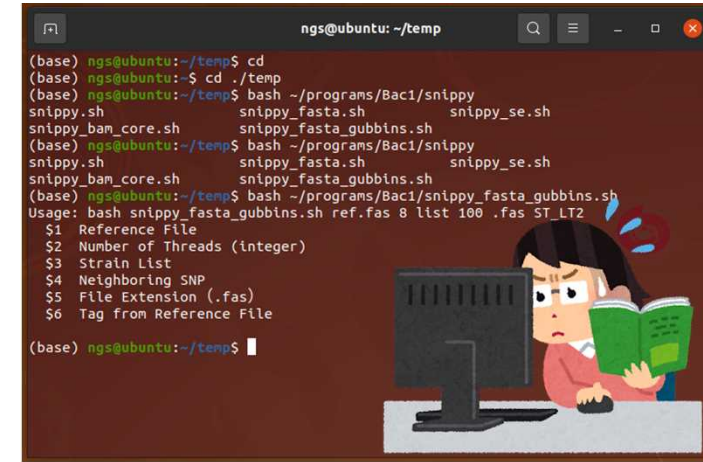 ngs@ubuntu: ~/temp
(base) ngs@ubuntu:~/temp$ cd
(base) ngs@ubuntu:~$ cd ./temp
(base) ngs@ubuntu:~/temp$ bash ~/programs/Bac1/snippy
snippy.sh snippy_fasta.sh snippy_se.sh
snippy_bam_core.sh snippy_fasta_gubbins.sh
(base) ngs@ubuntu:~/temp$ bash ~/programs/Bac1/snippy
snippy.sh snippy_fasta.sh snippy_se.sh
snippy_bam_core.sh snippy_fasta_gubbins.sh
(base) ngs@ubuntu:~/temp$ bash ~/programs/Bac1/snippy_fasta_gubbins.sh
Usage: bash snippy_fasta_gubbins.sh ref.fas 8 list 100 .fas ST_LT2
$1 Reference File
$2 Number of Threads (integer)
$3 Strain List
$4 Neighboring SNP
$5 File Extension (.fas)
$6 Tag from Reference File
(base) ngs@ubuntu:~/temp$